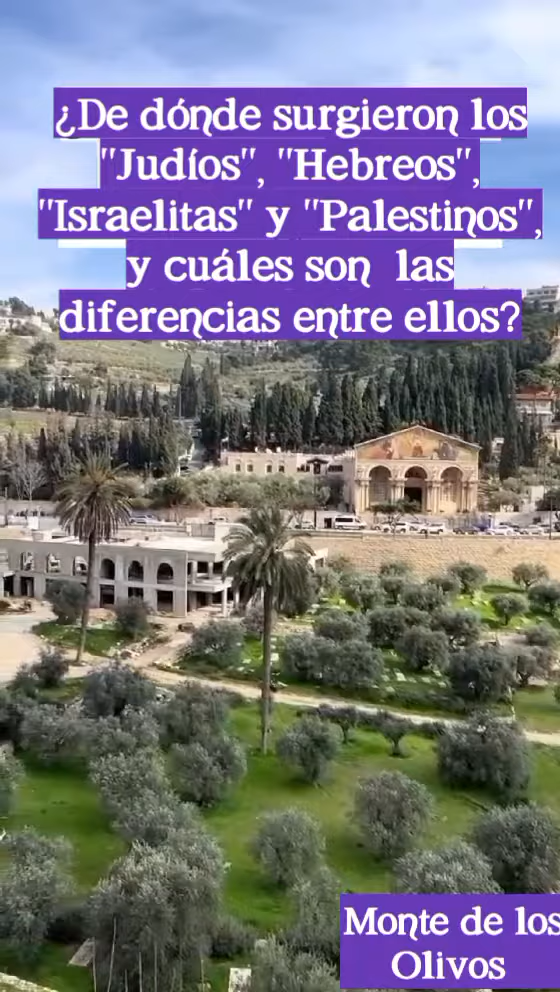 ¿De dónde surgieron los
"Judíos", "Hebreos",
"Israelitas" y "Palestinos",
y cuáles son las
diferencias entre ellos?
Monte de los
Olivos